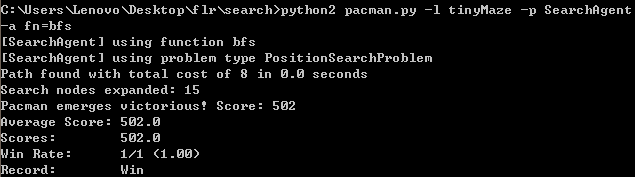 C:\Users\Lenovo\Desktop\flr\search>python2 pacman.py -l tinyMaze -p SearchAgent
-a fn=bfs
[SearchAgent] using function bfs
[SearchAgent] using problem type PositionSearchProblem
Path found with total cost of 8 in 0.0 seconds
Search nodes expanded: 15
Pacman emerges victorious! Score: 502
Average Score: 502.0
Scores:        502.0
Win Rate:      1/1 (1.00)
Record:        Win